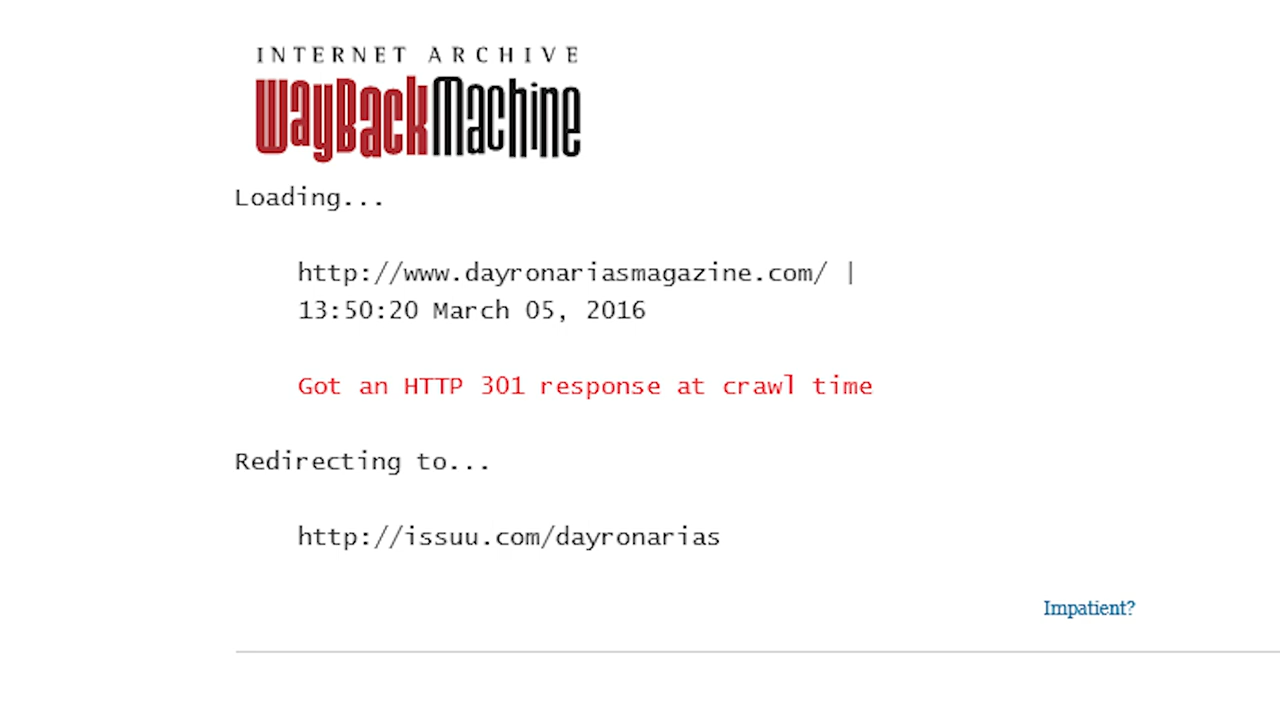 INTERNET ARCHIVE
WayBackMachine
Loading...
http://www.dayronariasmagazine.com/ |
13:50:20 March 05, 2016
Got an HTTP 301 response at crawl time
Redirecting to...
http://issuu.com/dayronarias
Impatient?